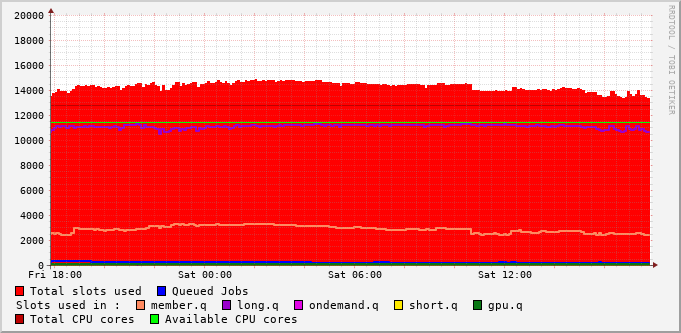 20000
18000
16000
14000
12000
10000
8000
6000
4000
2000
0
Fri 18:00 Sat 00:00 Sat 06:00 Sat 12:00
RRDTOOL / TOBI OETIKER
Total slots used Queued Jobs
Slots used in : member.q long.q ondemand.q short.q gpu.q
Total CPU cores Available CPU cores